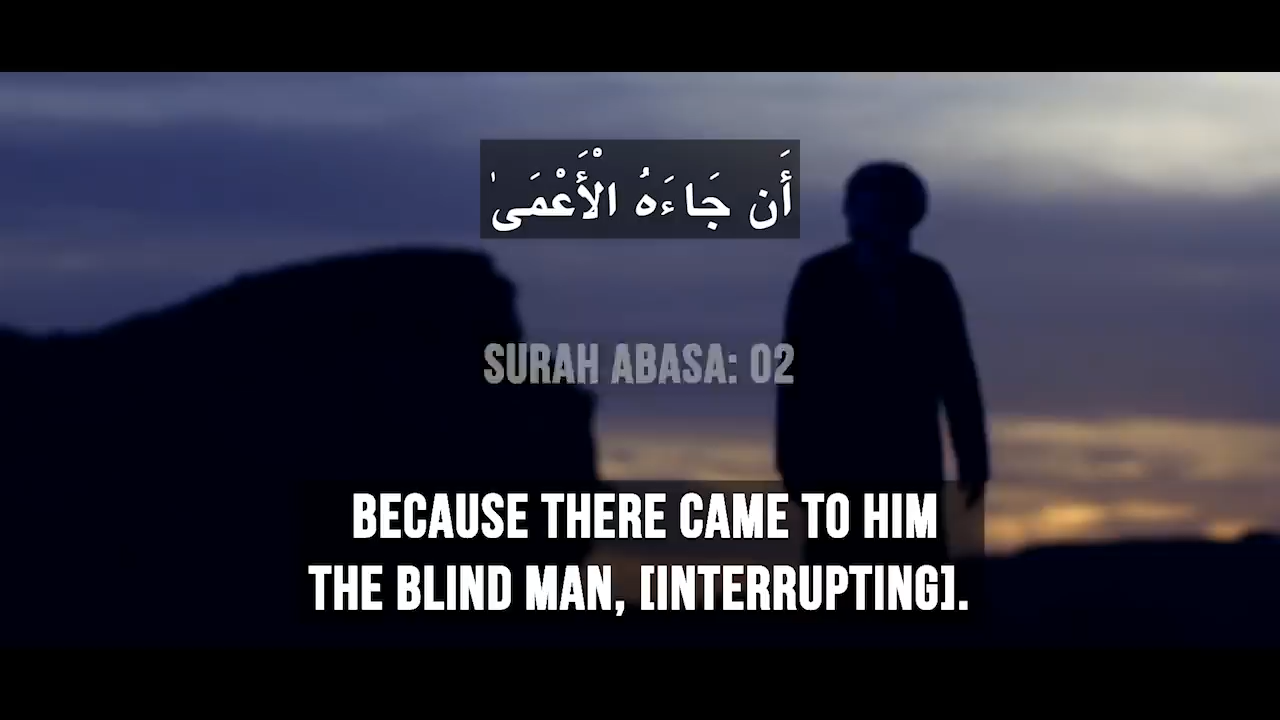 أَن جَاءَهُ الْأَعْمَىٰ
SURAH ABASA: 02
BECAUSE THERE CAME TO HIM
THE BLIND MAN, [INTERRUPTING].